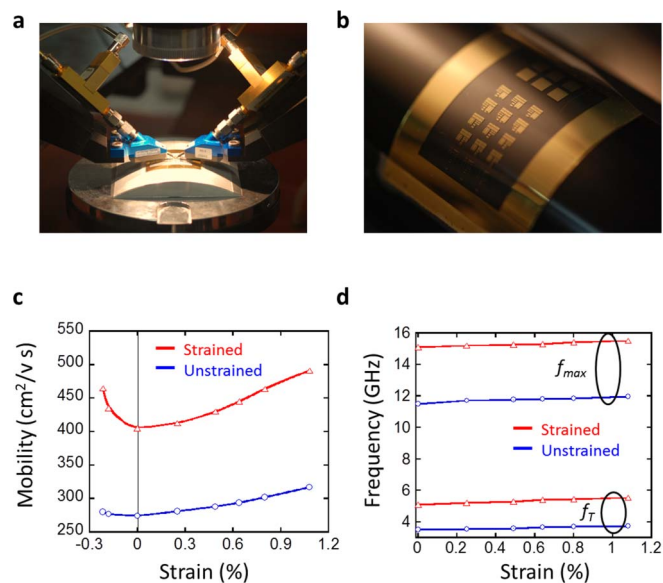 a
b
c
Mobility (cm²/v s)
550
500
450
400
350
300
250
Strained
Unstrained
-0.3 0 0.3 0.6 0.9 1.2
Strain (%)
d
Frequency (GHz)
16
14
12
10
8
6
4
f_max
Strained
Unstrained
f_T
0 0.2 0.4 0.6 0.8 1 1.2
Strain (%)